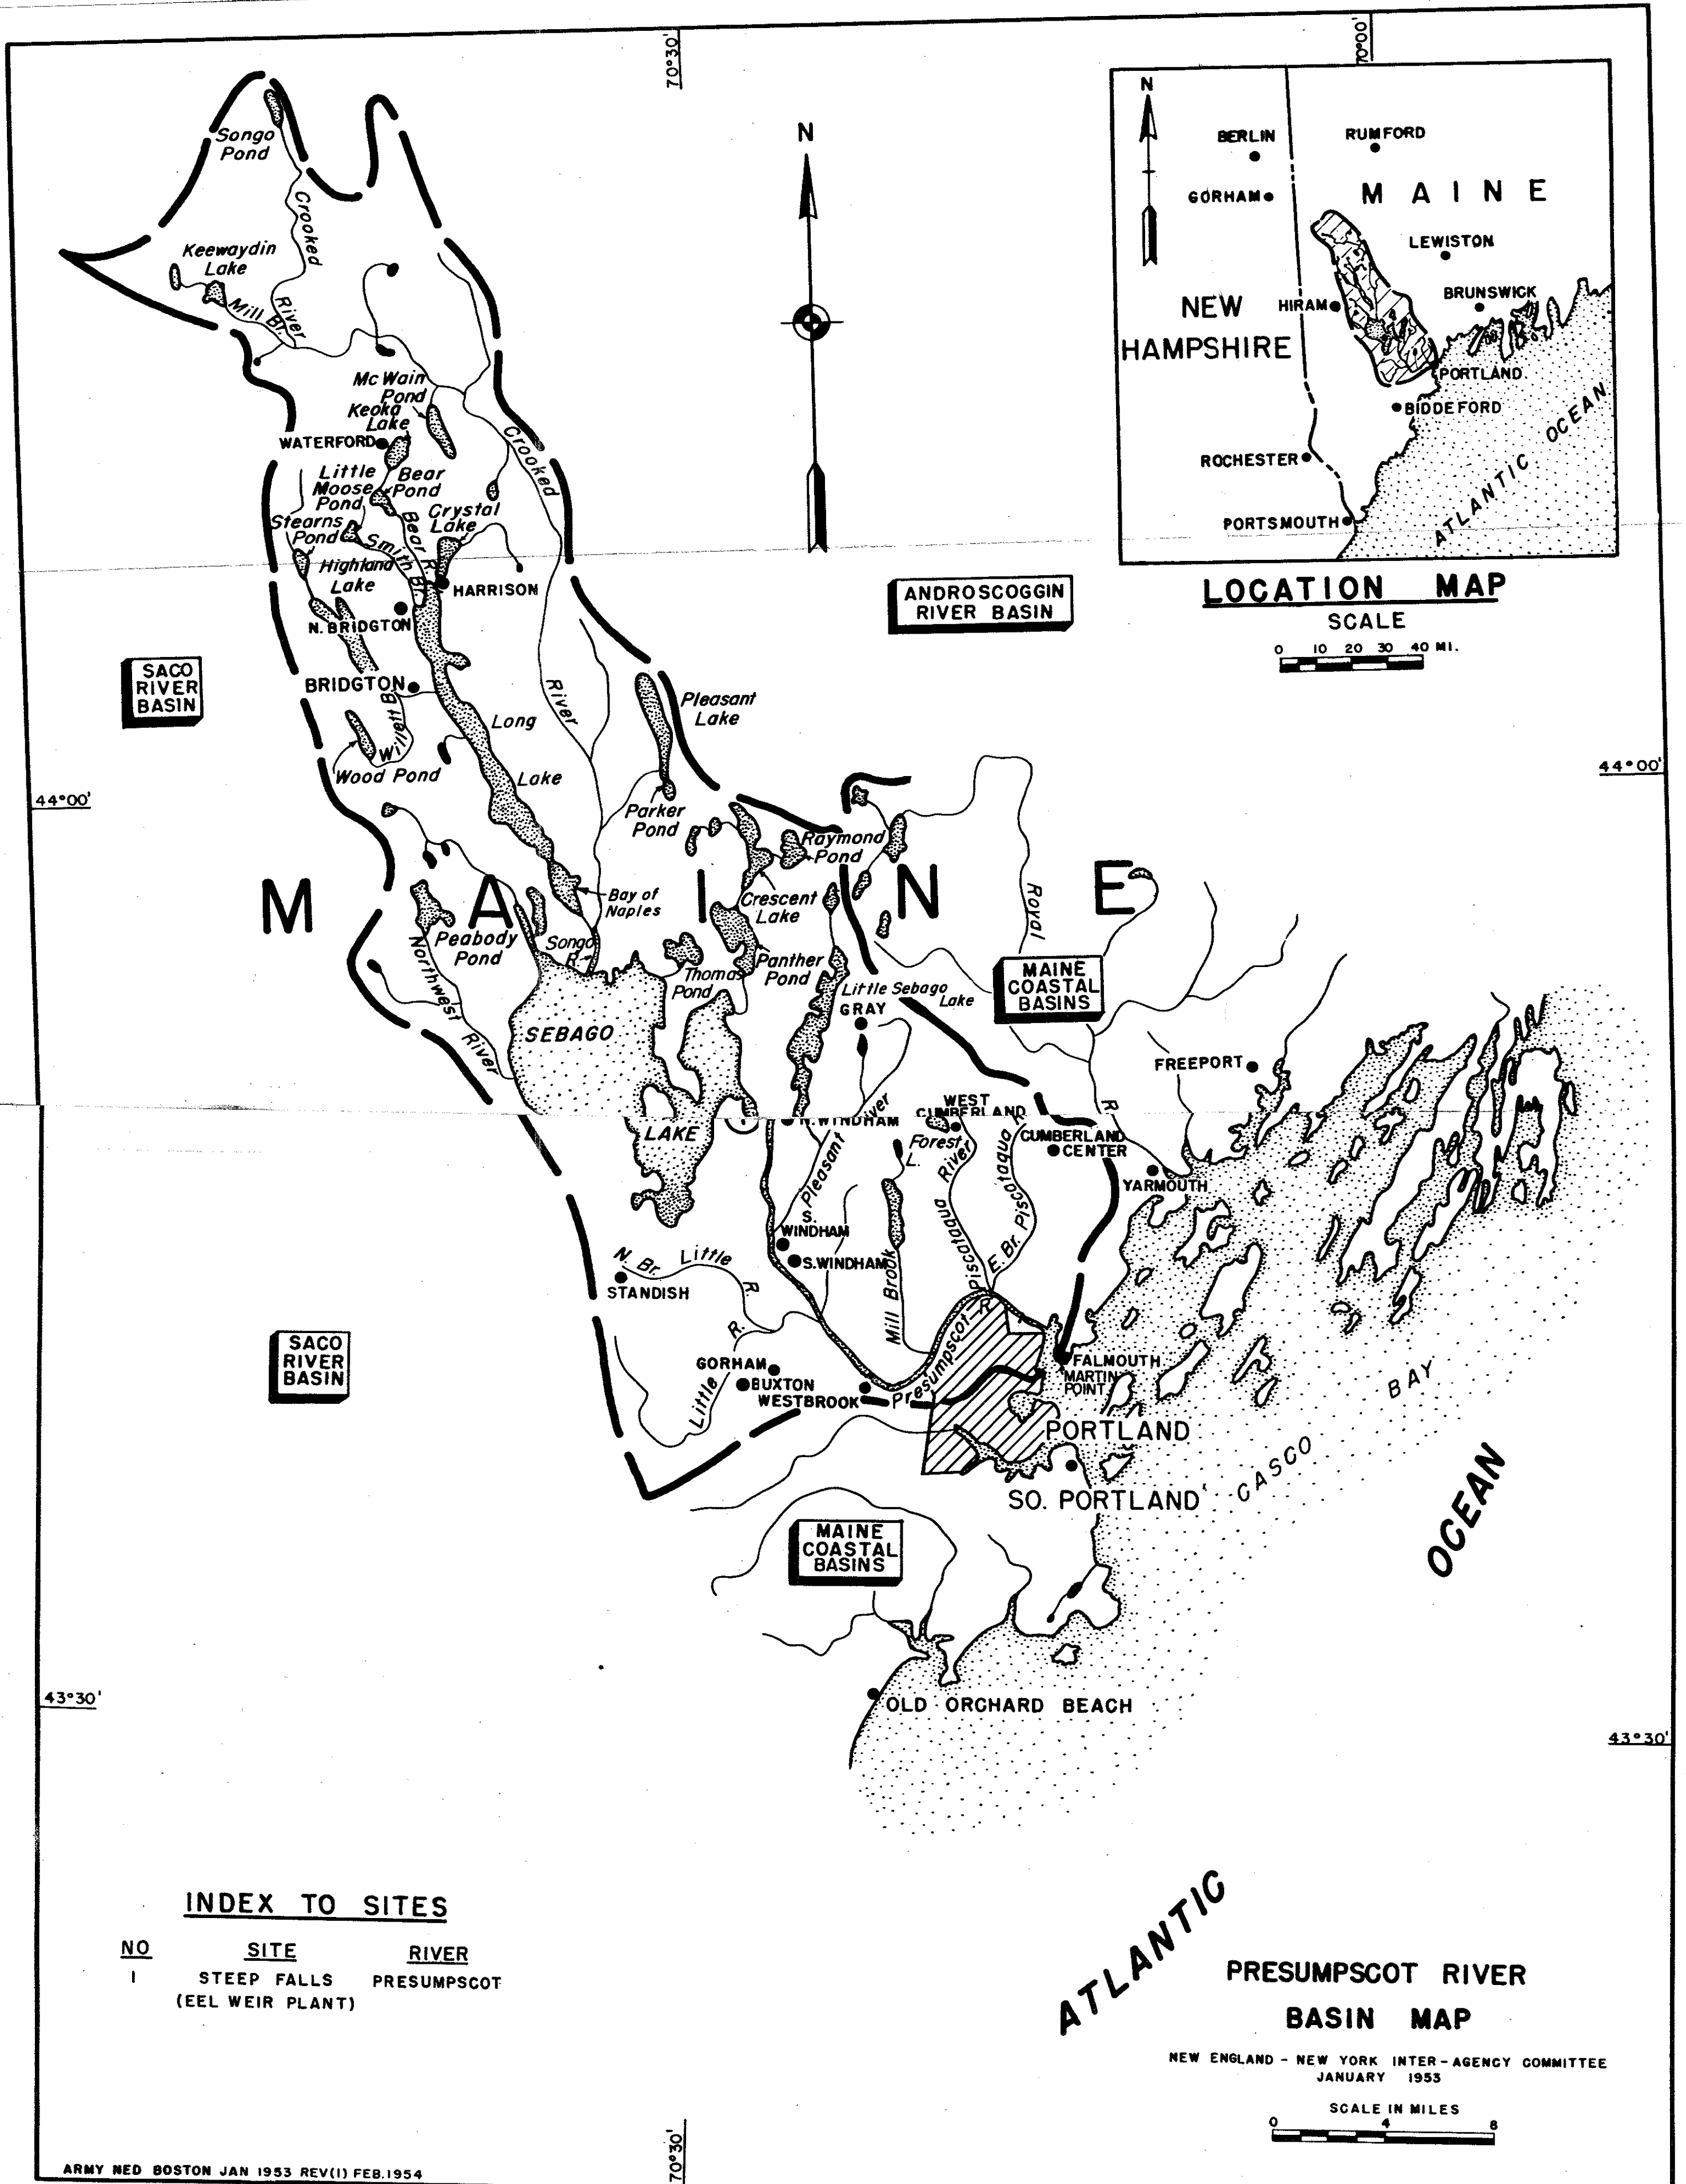 70°30'
70°00'
N
BERLIN
RUMFORD
GORHAM
M A I N E
LEWISTON
NEW
HAMPSHIRE
HIRAM
BRUNSWICK
PORTLAND
BIDDEFORD
ROCHESTER
PORTSMOUTH
ATLANTIC OCEAN
LOCATION MAP
SCALE
0 10 20 30 40 MI.
N
Songo
Pond
Crooked
River
Keewaydin
Lake
Mill Br.
Mc Wain
Pond
Keoka
Lake
WATERFORD
Crooked
Little
Moose
Pond
Bear
Pond
Stearns
Pond
Crystal
Lake
Bear R.
Smith Br.
Highland
Lake
HARRISON
N. BRIDGTON
ANDROSCOGGIN
RIVER BASIN
SACO
RIVER
BASIN
BRIDGTON
Willett B.
River
Pleasant
Lake
Long
Lake
Wood Pond
44°00'
44°00'
Parker
Pond
Raymond
Pond
M A I N E
Bay of
Naples
Crescent
Lake
Royal
Peabody
Pond
Songo
R.
Northwest
River
Thomas
Pond
Panther
Pond
Little Sebago
Lake
MAINE
COASTAL
BASINS
GRAY
SEBAGO
LAKE
FREEPORT
R.
N. WINDHAM
WEST
CUMBERLAND
Forest
L.
CUMBERLAND
CENTER
YARMOUTH
Pleasant River
Piscataqua River
E. Br. Piscataqua R.
S.
WINDHAM
S. WINDHAM
N. Br. Little R.
STANDISH
Mill Brook
SACO
RIVER
BASIN
GORHAM
Little R.
BUXTON
WESTBROOK
Presumpscot R.
FALMOUTH
MARTIN
POINT
PORTLAND
SO. PORTLAND
CASCO BAY
MAINE
COASTAL
BASINS
OLD ORCHARD BEACH
43°30'
43°30'
ATLANTIC OCEAN
INDEX TO SITES
NO SITE RIVER
1 STEEP FALLS PRESUMPSCOT
(EEL WEIR PLANT)
PRESUMPSCOT RIVER
BASIN MAP
NEW ENGLAND - NEW YORK INTER-AGENCY COMMITTEE
JANUARY 1953
SCALE IN MILES
0 4 8
70°30'
ARMY NED BOSTON JAN 1953 REV(1) FEB. 1954